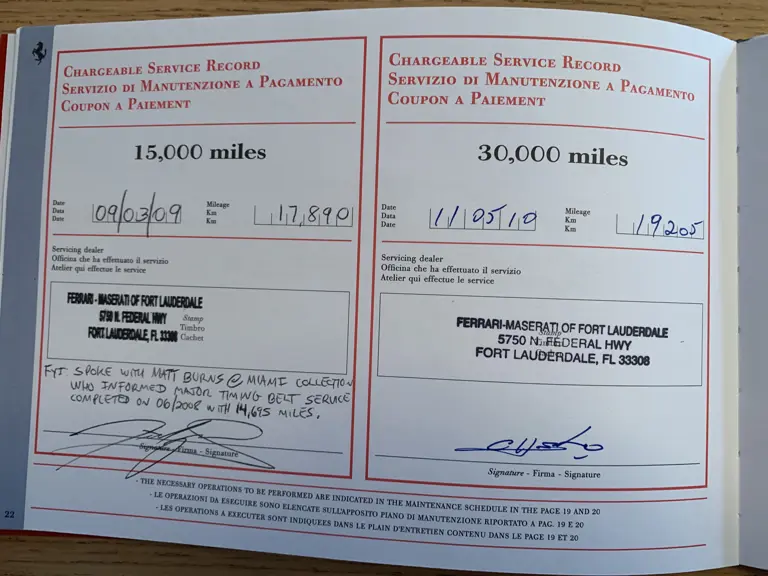 CHARGEABLE SERVICE RECORD
SERVIZIO DI MANUTENZIONE A PAGAMENTO
COUPON A PAIEMENT
15,000 miles
Date
Data
Date
09/03/09
Mileage
Km
Km
17,890
Servicing dealer
Officina che ha effettuato il servizio
Atelier qui effectue le service
FERRARI-MASERATI OF FORT LAUDERDALE
5750 N. FEDERAL HWY
FORT LAUDERDALE, FL 33308
Stamp
Timbro
Cachet
FYI. SPOKE WITH MATT BURNS @ MIAMI COLLECTION
WHO INFORMED MAJOR TIMING BELT SERVICE
COMPLETED ON 06/2008 WITH 14,695 MILES.
Signature - Firma - Signature
CHARGEABLE SERVICE RECORD
SERVIZIO DI MANUTENZIONE A PAGAMENTO
COUPON A PAIEMENT
30,000 miles
Date
Data
Date
11 05 10
Mileage
Km
Km
19205
Servicing dealer
Officina che ha effettuato il servizio
Atelier qui effectue le service
FERRARI-MASERATI OF FORT LAUDERDALE
5750 N. FEDERAL HWY
FORT LAUDERDALE, FL 33308
Signature - Firma - Signature
- THE NECESSARY OPERATIONS TO BE PERFORMED ARE INDICATED IN THE MAINTENANCE SCHEDULE IN THE PAGE 19 AND 20
- LE OPERAZIONI DA ESEGUIRE SONO ELENCATE SULL'APPOSITO PIANO DI MANUTENZIONE RIPORTATO A PAG. 19 E 20
- LES OPERATIONS A EXECUTER SONT INDIQUEES DANS LE PLAIN D'ENTRETIEN CONTENU DANS LE PAGE 19 ET 20
22